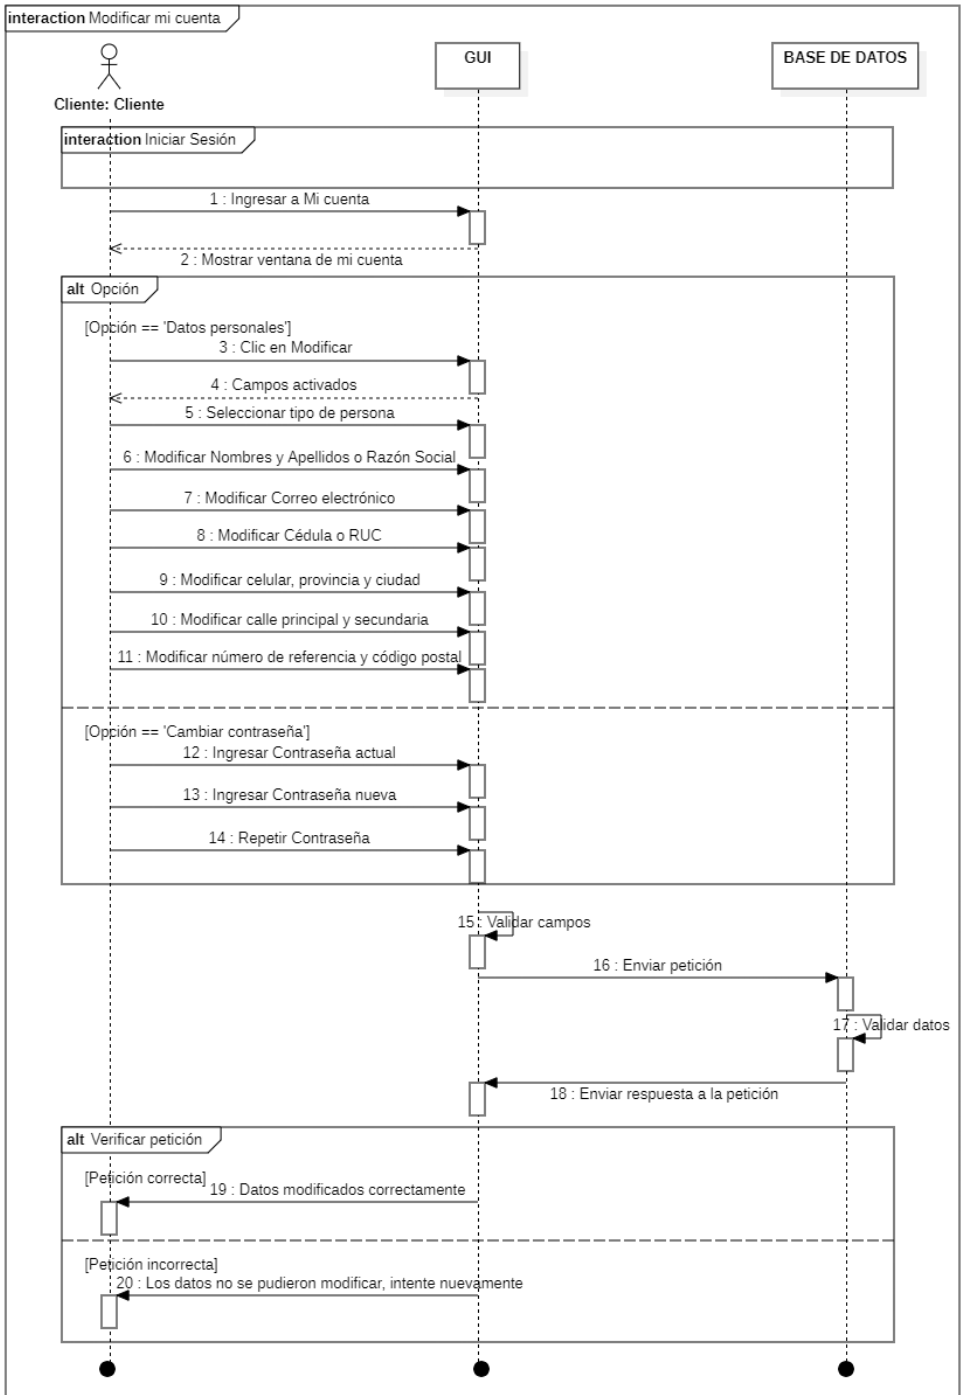 interaction Modificar mi cuenta
GUI
BASE DE DATOS
Cliente: Cliente
interaction Iniciar Sesión
1 : Ingresar a Mi cuenta
2 : Mostrar ventana de mi cuenta
alt Opción
[Opción == 'Datos personales']
3 : Clic en Modificar
4 : Campos activados
5 : Seleccionar tipo de persona
6 : Modificar Nombres y Apellidos o Razón Social
7 : Modificar Correo electrónico
8 : Modificar Cédula o RUC
9 : Modificar celular, provincia y ciudad
10 : Modificar calle principal y secundaria
11 : Modificar número de referencia y código postal
[Opción == 'Cambiar contraseña']
12 : Ingresar Contraseña actual
13 : Ingresar Contraseña nueva
14 : Repetir Contraseña
15 : Validar campos
16 : Enviar petición
17 : Validar datos
18 : Enviar respuesta a la petición
alt Verificar petición
[Petición correcta]
19 : Datos modificados correctamente
[Petición incorrecta]
20 : Los datos no se pudieron modificar, intente nuevamente